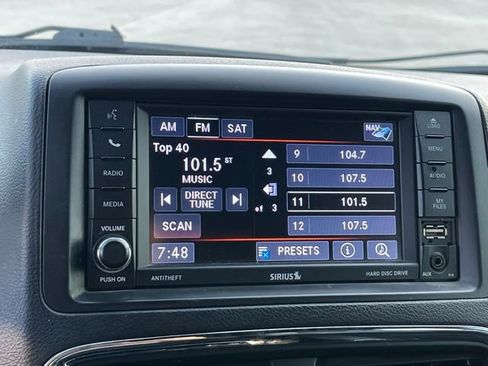 AM FM SAT NAV
Top 40
101.5 ST
MUSIC
DIRECT
TUNE
SCAN
7:48
3
of 3
9 104.7
10 107.5
11 101.5
12 107.5
PRESETS
RADIO
MEDIA
VOLUME
PUSH ON
LOAD
MENU
AUDIO
MY
FILES
AUX
ANTITHEFT
SIRIUS
HARD DISC DRIVE